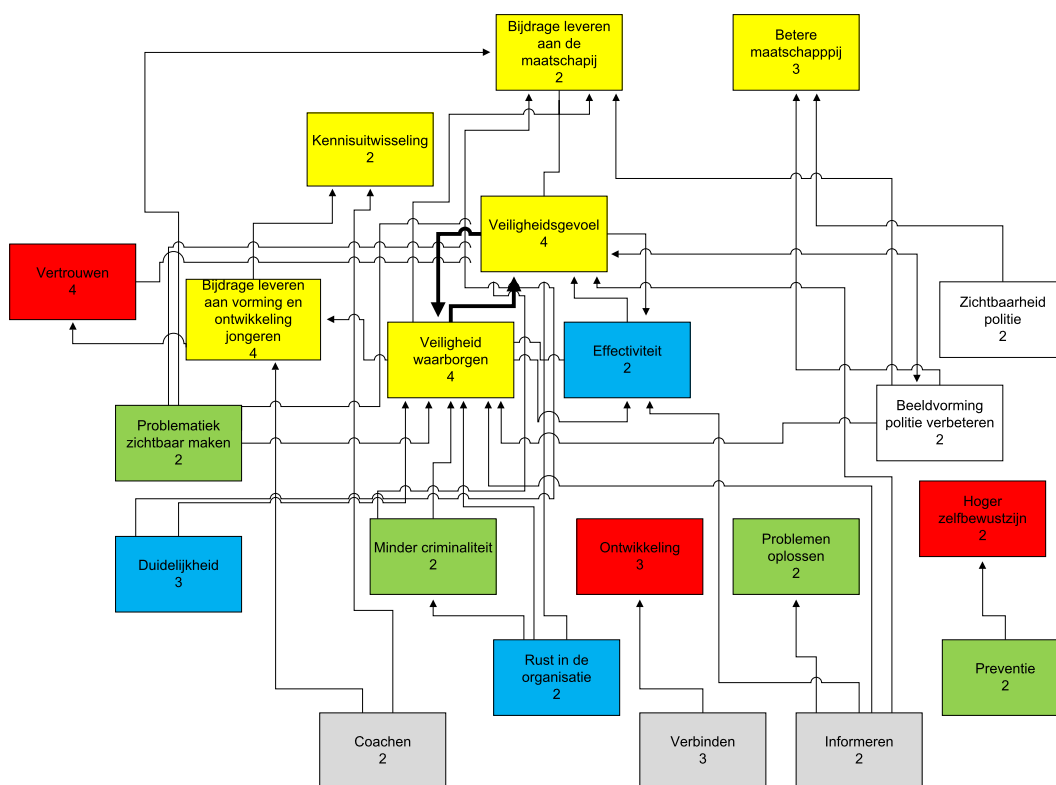 Bijdrage leveren
aan de
maatschapij
2
Betere
maatschapppij
3
Kennisuitwisseling
2
Veiligheidsgevoel
4
Vertrouwen
4
Bijdrage leveren
aan vorming en
ontwikkeling
jongeren
4
Zichtbaarheid
politie
2
Veiligheid
waarborgen
4
Effectiviteit
2
Beeldvorming
politie verbeteren
2
Problematiek
zichtbaar maken
2
Hoger
zelfbewustzijn
2
Duidelijkheid
3
Minder criminaliteit
2
Ontwikkeling
3
Problemen
oplossen
2
Rust in de
organisatie
2
Preventie
2
Coachen
2
Verbinden
3
Informeren
2